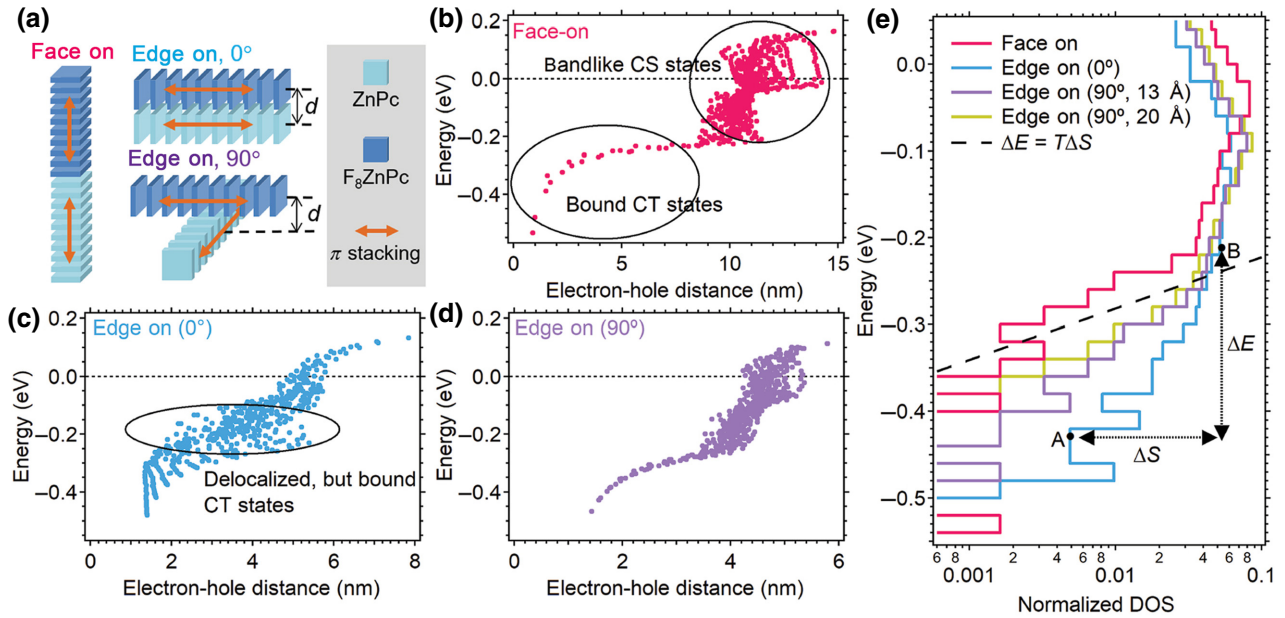 (a)
Face on
Edge on, 0°
d
Edge on, 90°
d
ZnPc
F8ZnPc
π stacking
(b)
Face-on
Bandlike CS states
Bound CT states
0.2
0.0
−0.2
−0.4
Energy (eV)
0 5 10 15
Electron-hole distance (nm)
(c)
Edge on (0°)
Delocalized, but bound
CT states
0.2
0.0
−0.2
−0.4
Energy (eV)
0 2 4 6 8
Electron-hole distance (nm)
(d)
Edge on (90º)
0.2
0.0
−0.2
−0.4
Energy (eV)
0 2 4 6
Electron-hole distance (nm)
(e)
Face on
Edge on (0º)
Edge on (90º, 13 Å)
Edge on (90º, 20 Å)
ΔE = TΔS
0.0
−0.1
−0.2
−0.3
−0.4
−0.5
Energy (eV)
B
ΔE
A
ΔS
6 8 2 4 6 8 2 4 6 8
0.001 0.01 0.1
Normalized DOS